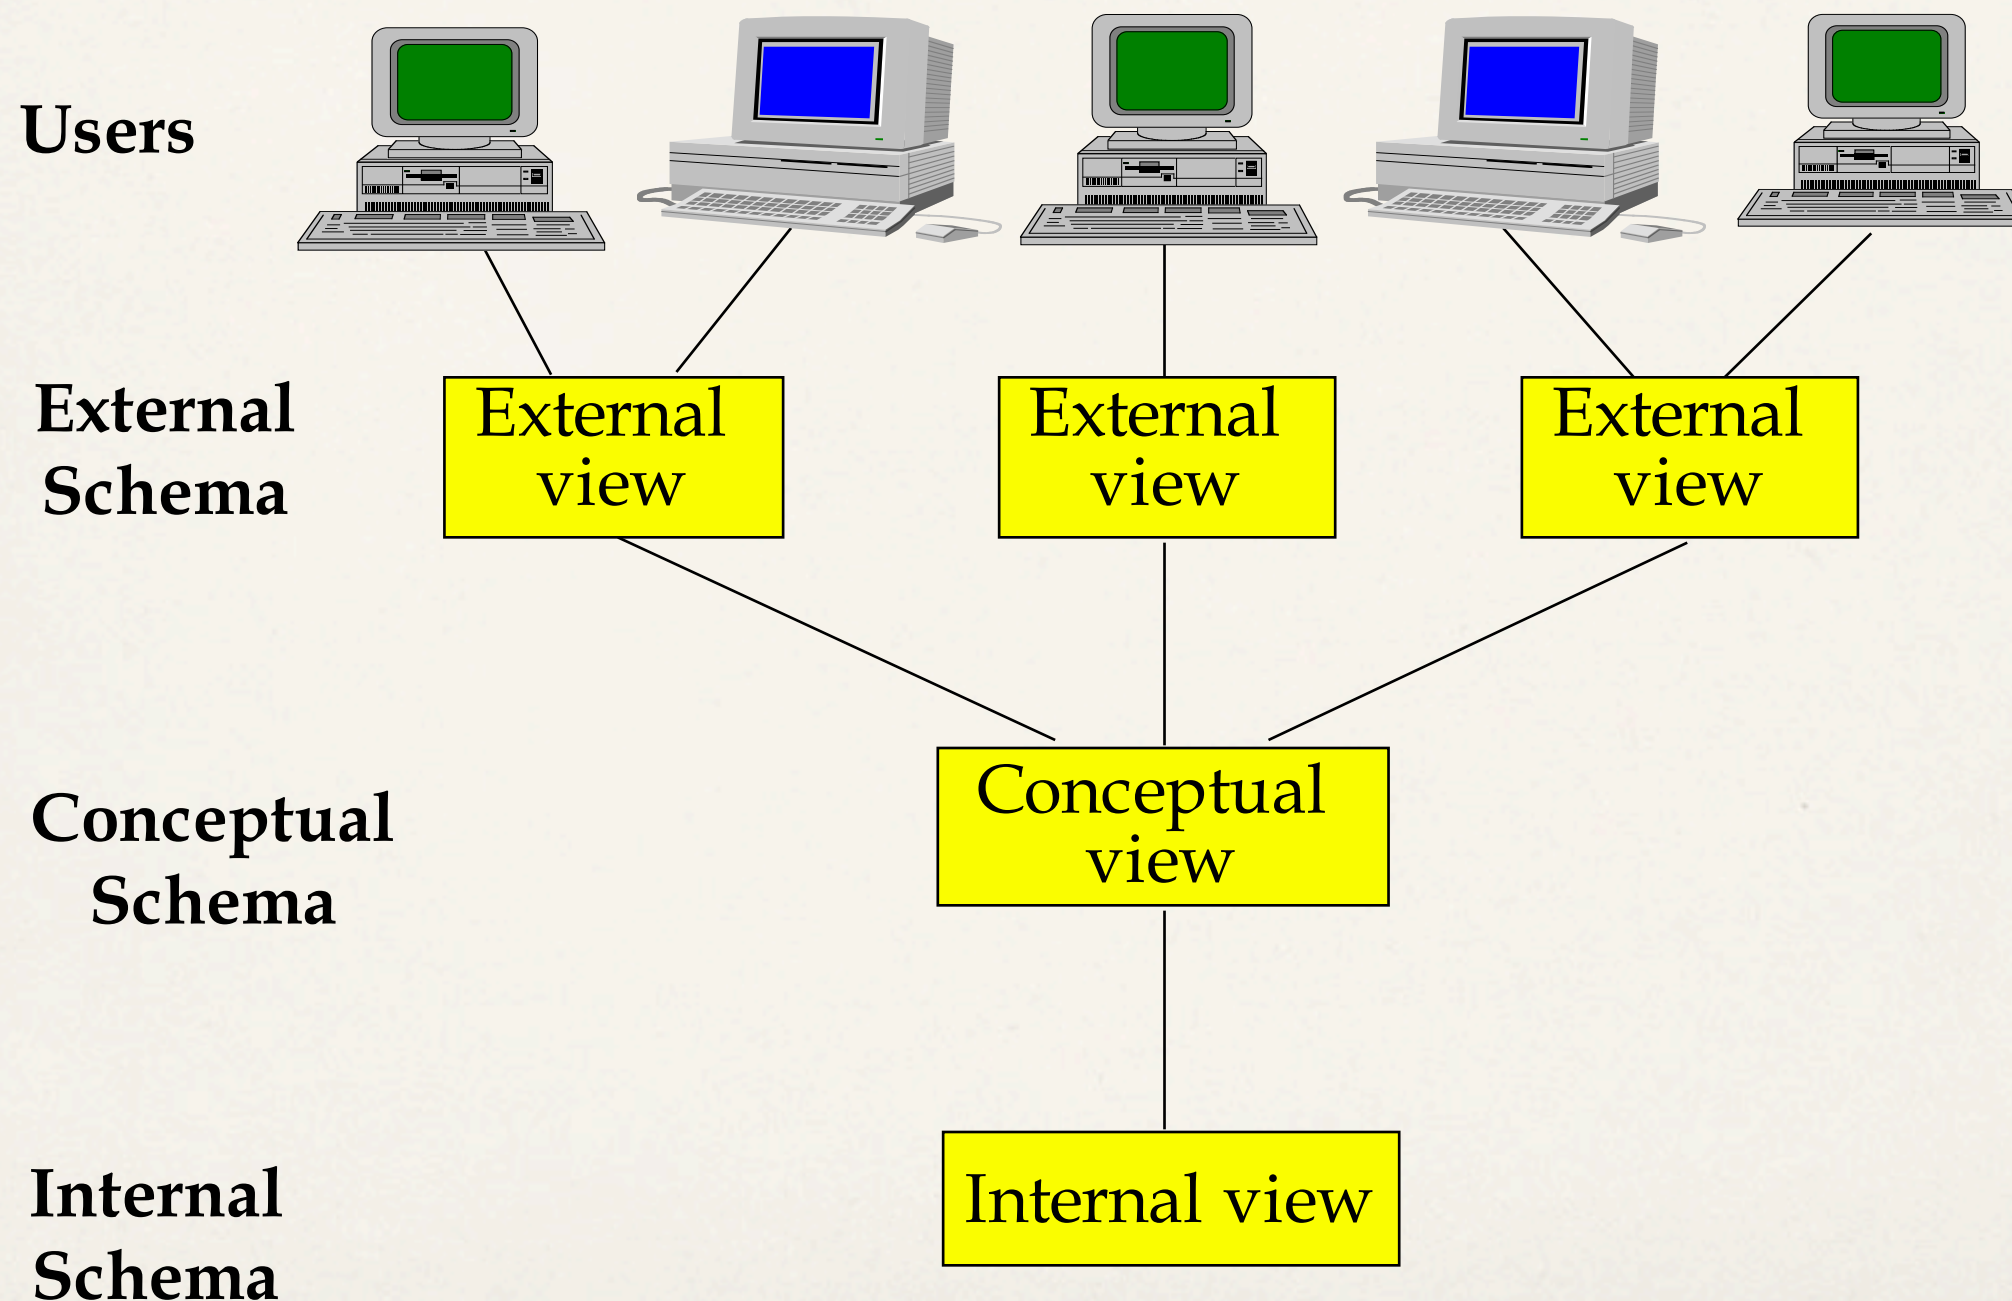 Users
External
Schema
External
view
External
view
External
view
Conceptual
Schema
Conceptual
view
Internal
Schema
Internal view